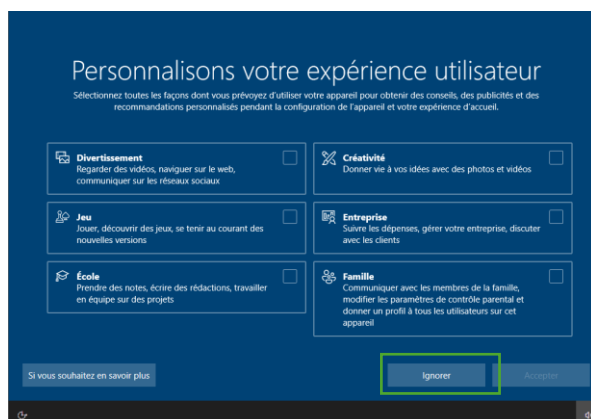 Personnalisons votre expérience utilisateur
Sélectionnez toutes les façons dont vous prévoyez d'utiliser votre appareil pour obtenir des conseils, des publicités et des
recommandations personnalisés pendant la configuration de l'appareil et votre expérience d'accueil.
Divertissement
Regarder des vidéos, naviguer sur le web,
communiquer sur les réseaux sociaux
Créativité
Donner vie à vos idées avec des photos et vidéos
Jeu
Jouer, découvrir des jeux, se tenir au courant des
nouvelles versions
Entreprise
Suivre les dépenses, gérer votre entreprise, discuter
avec les clients
École
Prendre des notes, écrire des rédactions, travailler
en équipe sur des projets
Famille
Communiquer avec les membres de la famille,
modifier les paramètres de contrôle parental et
donner un profil à tous les utilisateurs sur cet
appareil
Si vous souhaitez en savoir plus
Ignorer
Accepter